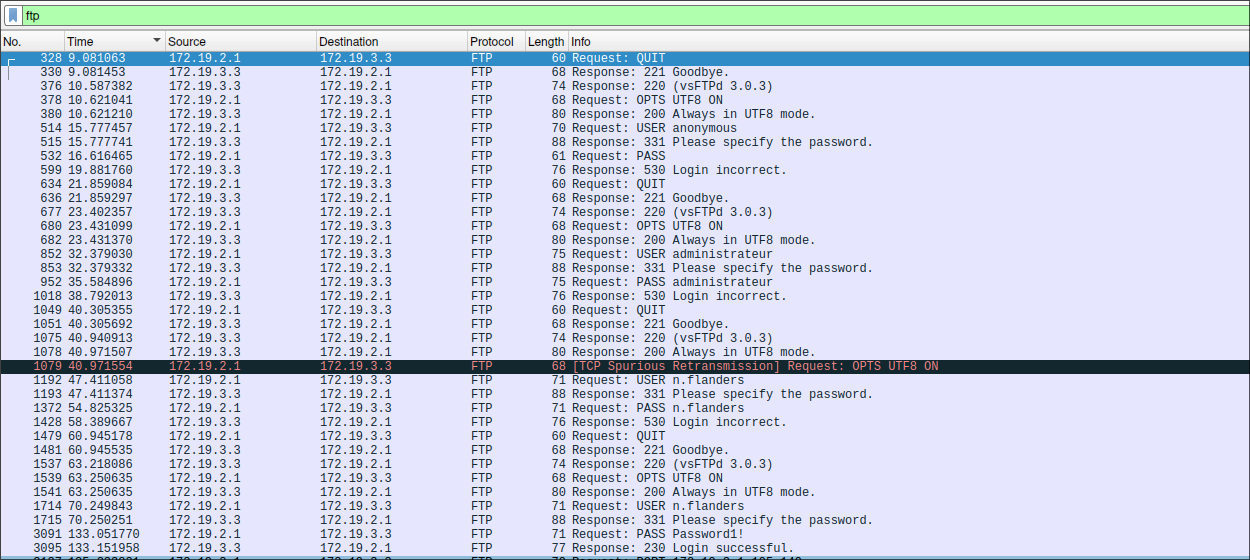 ftp
No. Time Source Destination Protocol Length Info
328 9.081063 172.19.2.1 172.19.3.3 FTP 60 Request: QUIT
330 9.081453 172.19.3.3 172.19.2.1 FTP 68 Response: 221 Goodbye.
376 10.587382 172.19.3.3 172.19.2.1 FTP 74 Response: 220 (vsFTPd 3.0.3)
378 10.621041 172.19.2.1 172.19.3.3 FTP 68 Request: OPTS UTF8 ON
380 10.621210 172.19.3.3 172.19.2.1 FTP 80 Response: 200 Always in UTF8 mode.
514 15.777457 172.19.2.1 172.19.3.3 FTP 70 Request: USER anonymous
515 15.777741 172.19.3.3 172.19.2.1 FTP 88 Response: 331 Please specify the password.
532 16.616465 172.19.2.1 172.19.3.3 FTP 61 Request: PASS
599 19.881760 172.19.3.3 172.19.2.1 FTP 76 Response: 530 Login incorrect.
634 21.859084 172.19.2.1 172.19.3.3 FTP 60 Request: QUIT
636 21.859297 172.19.3.3 172.19.2.1 FTP 68 Response: 221 Goodbye.
677 23.402357 172.19.3.3 172.19.2.1 FTP 74 Response: 220 (vsFTPd 3.0.3)
680 23.431099 172.19.2.1 172.19.3.3 FTP 68 Request: OPTS UTF8 ON
682 23.431370 172.19.3.3 172.19.2.1 FTP 80 Response: 200 Always in UTF8 mode.
852 32.379030 172.19.2.1 172.19.3.3 FTP 75 Request: USER administrateur
853 32.379332 172.19.3.3 172.19.2.1 FTP 88 Response: 331 Please specify the password.
952 35.584896 172.19.2.1 172.19.3.3 FTP 75 Request: PASS administrateur
1018 38.792013 172.19.3.3 172.19.2.1 FTP 76 Response: 530 Login incorrect.
1049 40.305355 172.19.2.1 172.19.3.3 FTP 60 Request: QUIT
1051 40.305692 172.19.3.3 172.19.2.1 FTP 68 Response: 221 Goodbye.
1075 40.940913 172.19.3.3 172.19.2.1 FTP 74 Response: 220 (vsFTPd 3.0.3)
1078 40.971507 172.19.3.3 172.19.2.1 FTP 80 Response: 200 Always in UTF8 mode.
1079 40.971554 172.19.2.1 172.19.3.3 FTP 68 [TCP Spurious Retransmission] Request: OPTS UTF8 ON
1192 47.411058 172.19.2.1 172.19.3.3 FTP 71 Request: USER n.flanders
1193 47.411374 172.19.3.3 172.19.2.1 FTP 88 Response: 331 Please specify the password.
1372 54.825325 172.19.2.1 172.19.3.3 FTP 71 Request: PASS n.flanders
1428 58.389667 172.19.3.3 172.19.2.1 FTP 76 Response: 530 Login incorrect.
1479 60.945178 172.19.2.1 172.19.3.3 FTP 60 Request: QUIT
1481 60.945535 172.19.3.3 172.19.2.1 FTP 68 Response: 221 Goodbye.
1537 63.218086 172.19.3.3 172.19.2.1 FTP 74 Response: 220 (vsFTPd 3.0.3)
1539 63.250635 172.19.2.1 172.19.3.3 FTP 68 Request: OPTS UTF8 ON
1541 63.250635 172.19.3.3 172.19.2.1 FTP 80 Response: 200 Always in UTF8 mode.
1714 70.249843 172.19.2.1 172.19.3.3 FTP 71 Request: USER n.flanders
1715 70.250251 172.19.3.3 172.19.2.1 FTP 88 Response: 331 Please specify the password.
3091 133.051770 172.19.2.1 172.19.3.3 FTP 71 Request: PASS Password1!
3095 133.151958 172.19.3.3 172.19.2.1 FTP 77 Response: 230 Login successful.